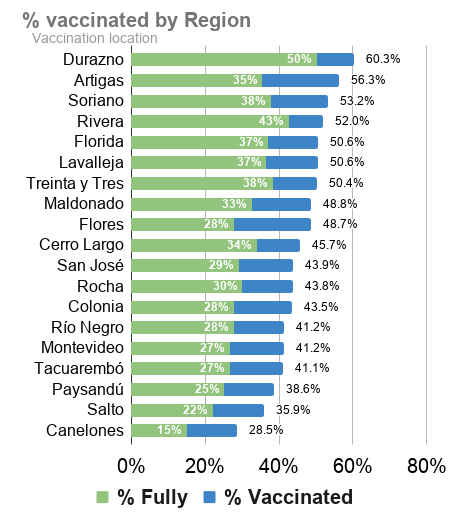 % vaccinated by Region
Vaccination location
Durazno 50% 60.3%
Artigas 35% 56.3%
Soriano 38% 53.2%
Rivera 43% 52.0%
Florida 37% 50.6%
Lavalleja 37% 50.6%
Treinta y Tres 38% 50.4%
Maldonado 33% 48.8%
Flores 28% 48.7%
Cerro Largo 34% 45.7%
San José 29% 43.9%
Rocha 30% 43.8%
Colonia 28% 43.5%
Río Negro 28% 41.2%
Montevideo 27% 41.2%
Tacuarembó 27% 41.1%
Paysandú 25% 38.6%
Salto 22% 35.9%
Canelones 15% 28.5%
0% 20% 40% 60% 80%
% Fully % Vaccinated